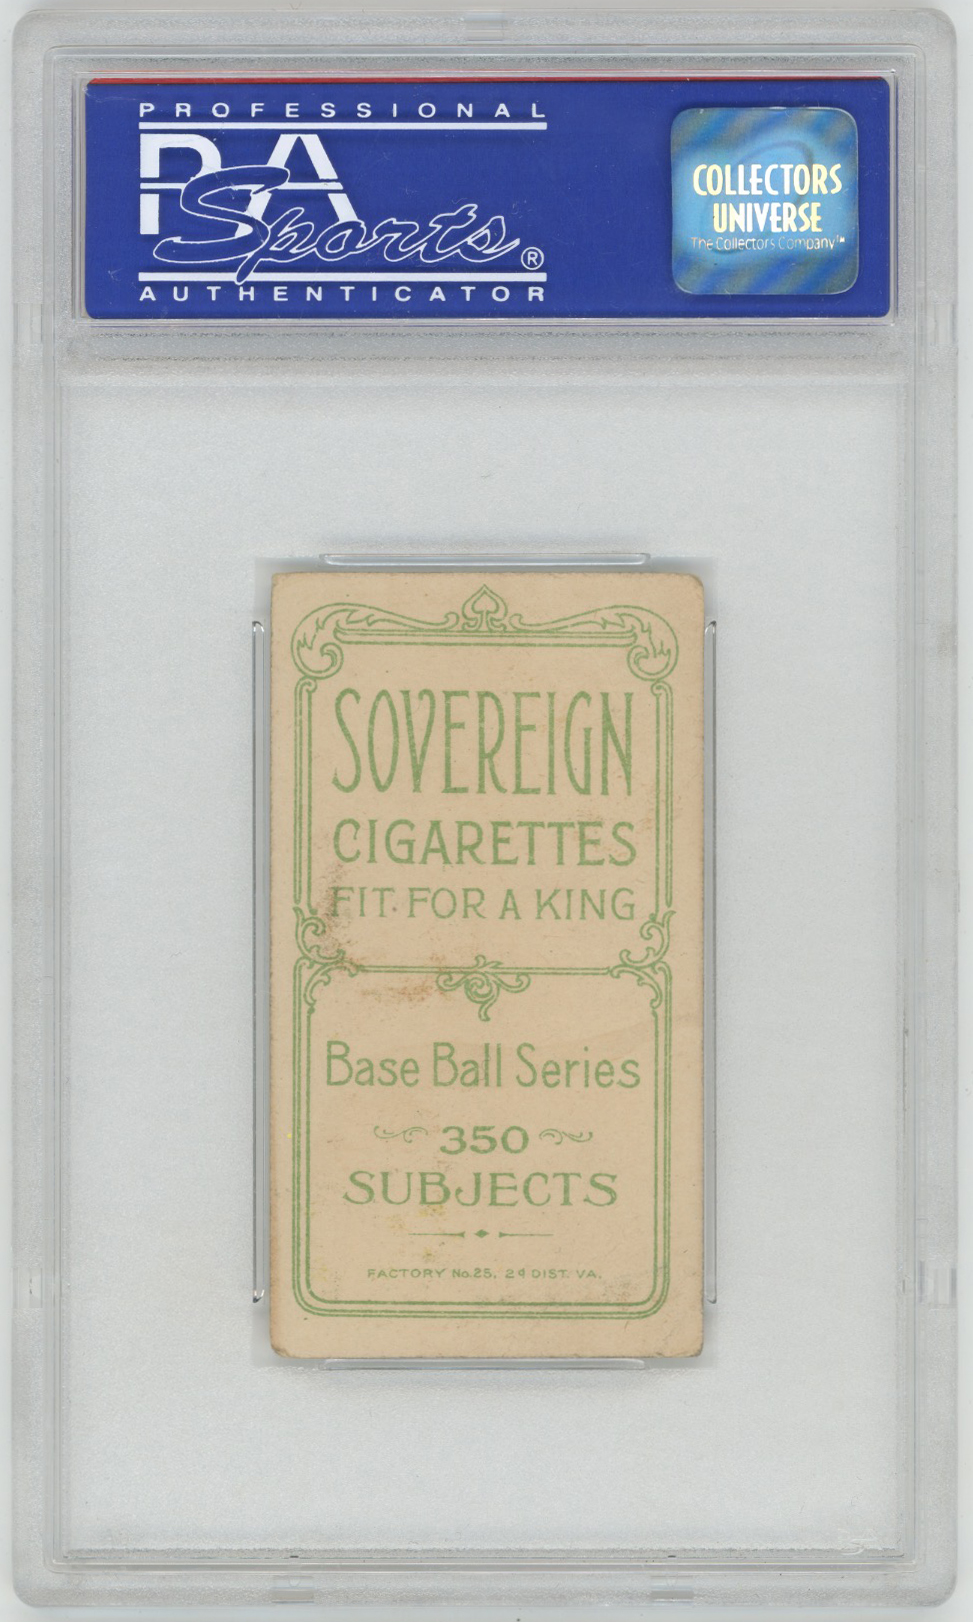 PROFESSIONAL
PSA
Sports®
AUTHENTICATOR
COLLECTORS
UNIVERSE
The Collectors Company™
SOVEREIGN
CIGARETTES
FIT FOR A KING
Base Ball Series
350
SUBJECTS
FACTORY No.25, 2d DIST. VA.